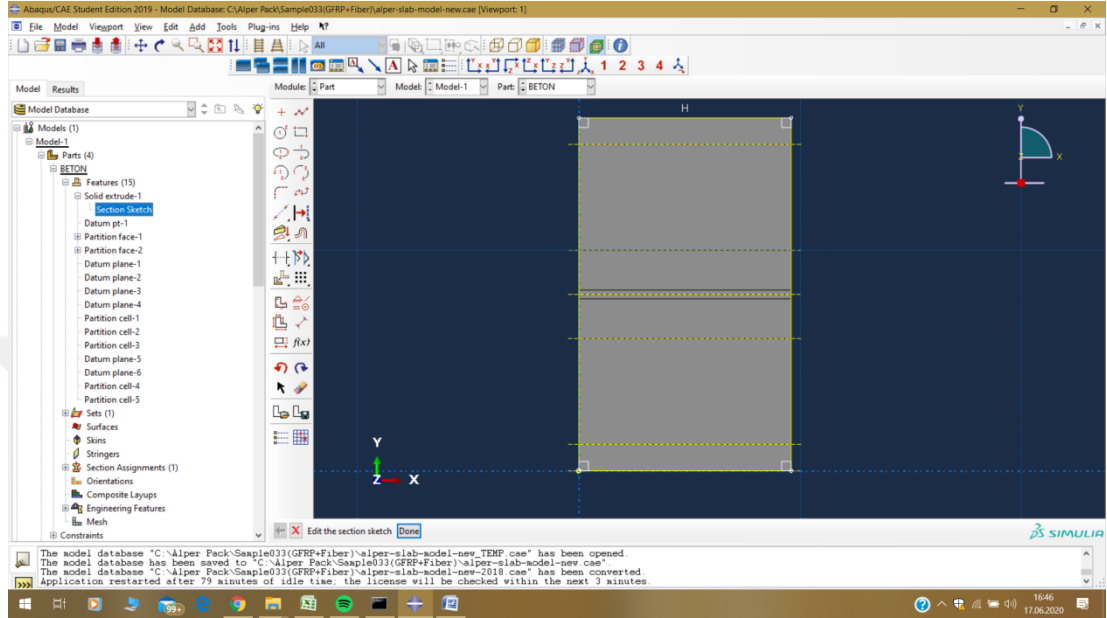 Abaqus/CAE Student Edition 2019 - Model Database: C:\Alper Pack\Sample033(GFRP+Fiber)\alper-slab-model-new.cae [Viewport: 1]
File Model Viewport View Edit Add Tools Plug-ins Help
All
1 2 3 4
Model Results
Module: Part Model: Model-1 Part: BETON
Model Database
Models (1)
Model-1
Parts (4)
BETON
Features (15)
Solid extrude-1
Section Sketch
Datum pt-1
Partition face-1
Partition face-2
Datum plane-1
Datum plane-2
Datum plane-3
Datum plane-4
Partition cell-1
Partition cell-2
Partition cell-3
Datum plane-5
Datum plane-6
Partition cell-4
Partition cell-5
Sets (1)
Surfaces
Skins
Stringers
Section Assignments (1)
Orientations
Composite Layups
Engineering Features
Mesh
Constraints
f(x)
H
Y
Z X
Y
Z X
Edit the section sketch Done
SIMULIA
The model database "C:\Alper Pack\Sample033(GFRP+Fiber)\alper-slab-model-new_TEMP.cae" has been opened.
The model database has been saved to "C:\Alper Pack\Sample033(GFRP+Fiber)\alper-slab-model-new.cae".
The model database "C:\Alper Pack\Sample033(GFRP+Fiber)\alper-slab-model-new-2018.cae" has been converted.
Application restarted after 79 minutes of idle time; the license will be checked within the next 3 minutes.
99+
16:46
17.06.2020